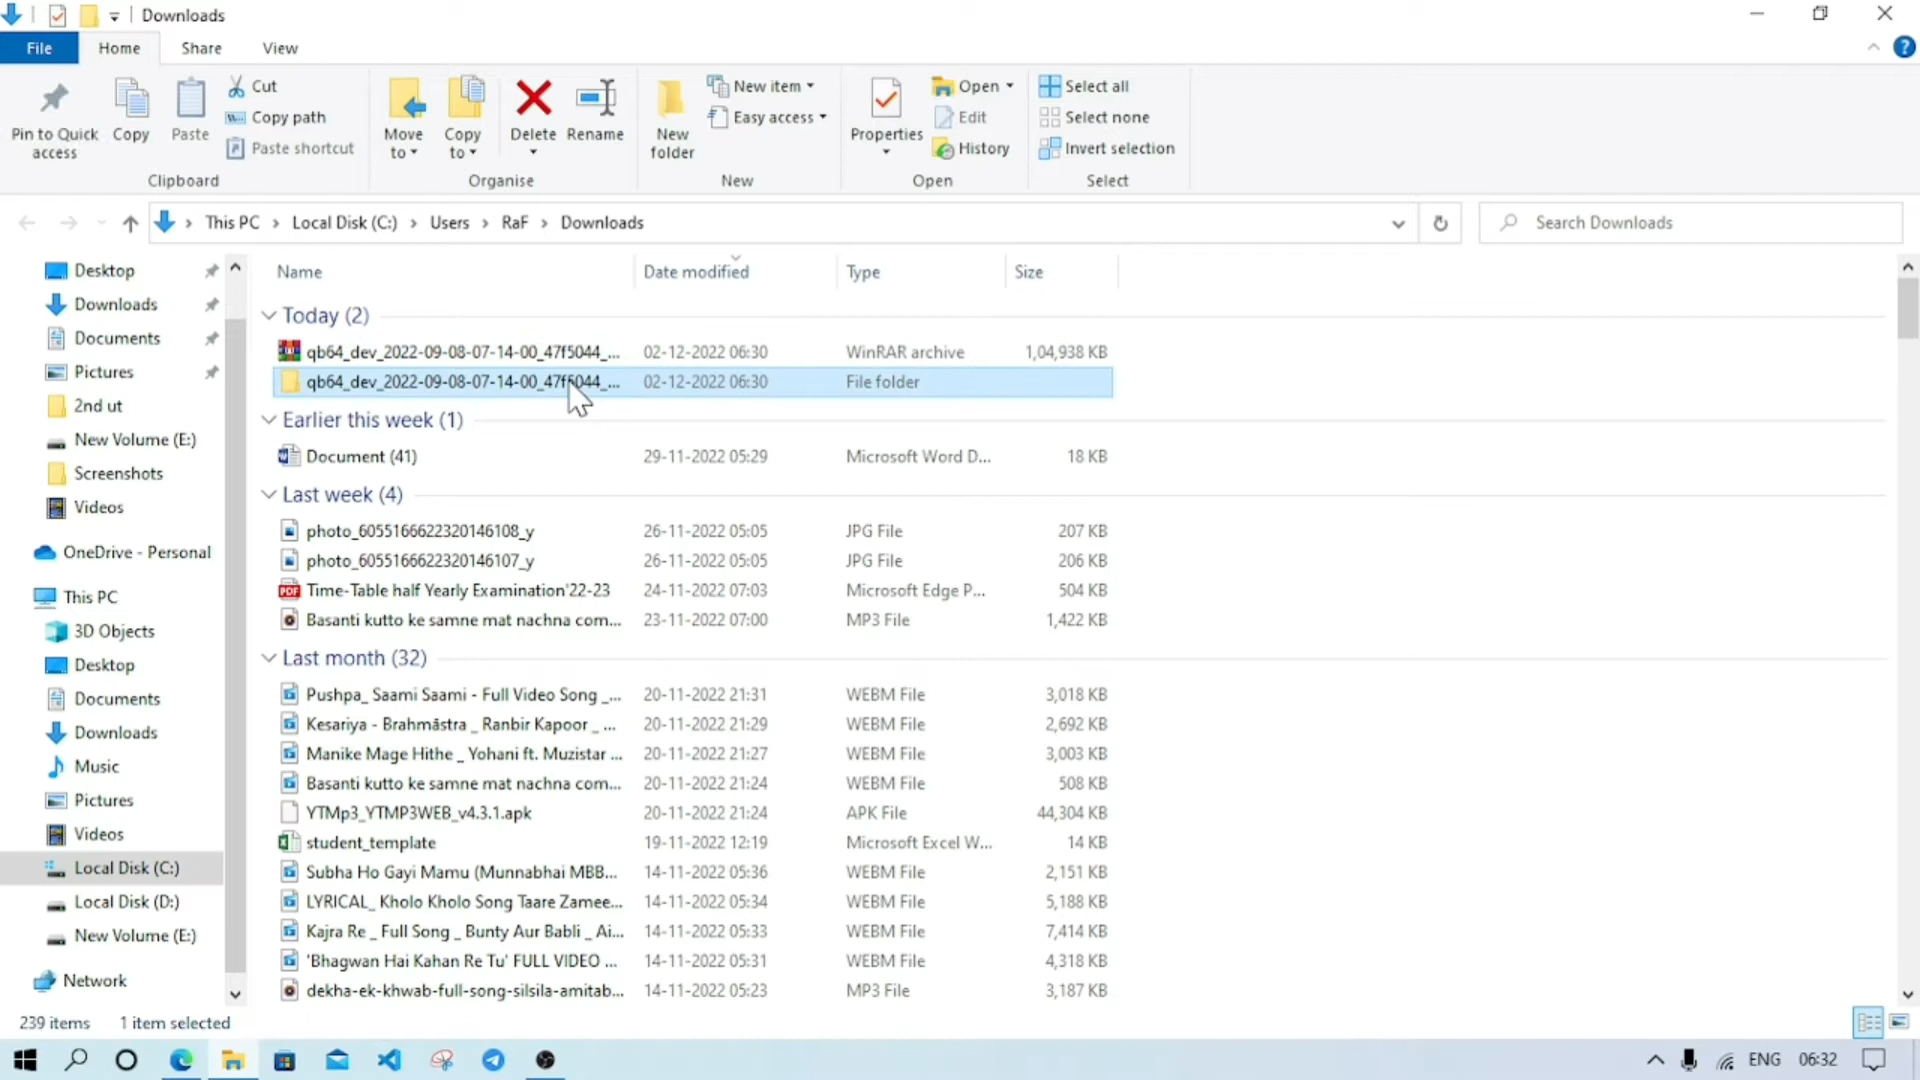 Downloads
File
Home
Share
View
Pin to Quick access
Copy
Paste
Cut
Copy path
Paste shortcut
Clipboard
Move to
Copy to
Delete
Rename
Organise
New folder
New item
Easy access
New
Properties
Open
Edit
History
Open
Select all
Select none
Invert selection
Select
This PC
Local Disk (C:)
Users
RaF
Downloads
Search Downloads
Desktop
Downloads
Documents
Pictures
2nd ut
New Volume (E:)
Screenshots
Videos
OneDrive - Personal
This PC
3D Objects
Desktop
Documents
Downloads
Music
Pictures
Videos
Local Disk (C:)
Local Disk (D:)
New Volume (E:)
Network
Name Date modified Type Size
Today (2)
qb64_dev_2022-09-08-07-14-00_47f5044_... 02-12-2022 06:30 WinRAR archive 1,04,938 KB
qb64_dev_2022-09-08-07-14-00_47f5044_... 02-12-2022 06:30 File folder
Earlier this week (1)
Document (41) 29-11-2022 05:29 Microsoft Word D... 18 KB
Last week (4)
photo_6055166622320146108_y 26-11-2022 05:05 JPG File 207 KB
photo_6055166622320146107_y 26-11-2022 05:05 JPG File 206 KB
Time-Table half Yearly Examination'22-23 24-11-2022 07:03 Microsoft Edge P... 504 KB
Basanti kutto ke samne mat nachna com... 23-11-2022 07:00 MP3 File 1,422 KB
Last month (32)
Pushpa_ Saami Saami - Full Video Song _... 20-11-2022 21:31 WEBM File 3,018 KB
Kesariya - Brahmāstra _ Ranbir Kapoor _ ... 20-11-2022 21:29 WEBM File 2,692 KB
Manike Mage Hithe _ Yohani ft. Muzistar ... 20-11-2022 21:27 WEBM File 3,003 KB
Basanti kutto ke samne mat nachna com... 20-11-2022 21:24 WEBM File 508 KB
YTMp3_YTMP3WEB_v4.3.1.apk 20-11-2022 21:24 APK File 44,304 KB
student_template 19-11-2022 12:19 Microsoft Excel W... 14 KB
Subha Ho Gayi Mamu (Munnabhai MBB... 14-11-2022 05:36 WEBM File 2,151 KB
LYRICAL_ Kholo Kholo Song Taare Zamee... 14-11-2022 05:34 WEBM File 5,188 KB
Kajra Re _ Full Song _ Bunty Aur Babli _ Ai... 14-11-2022 05:33 WEBM File 7,414 KB
'Bhagwan Hai Kahan Re Tu' FULL VIDEO ... 14-11-2022 05:31 WEBM File 4,318 KB
dekha-ek-khwab-full-song-silsila-amitab... 14-11-2022 05:23 MP3 File 3,187 KB
239 items 1 item selected
ENG 06:32